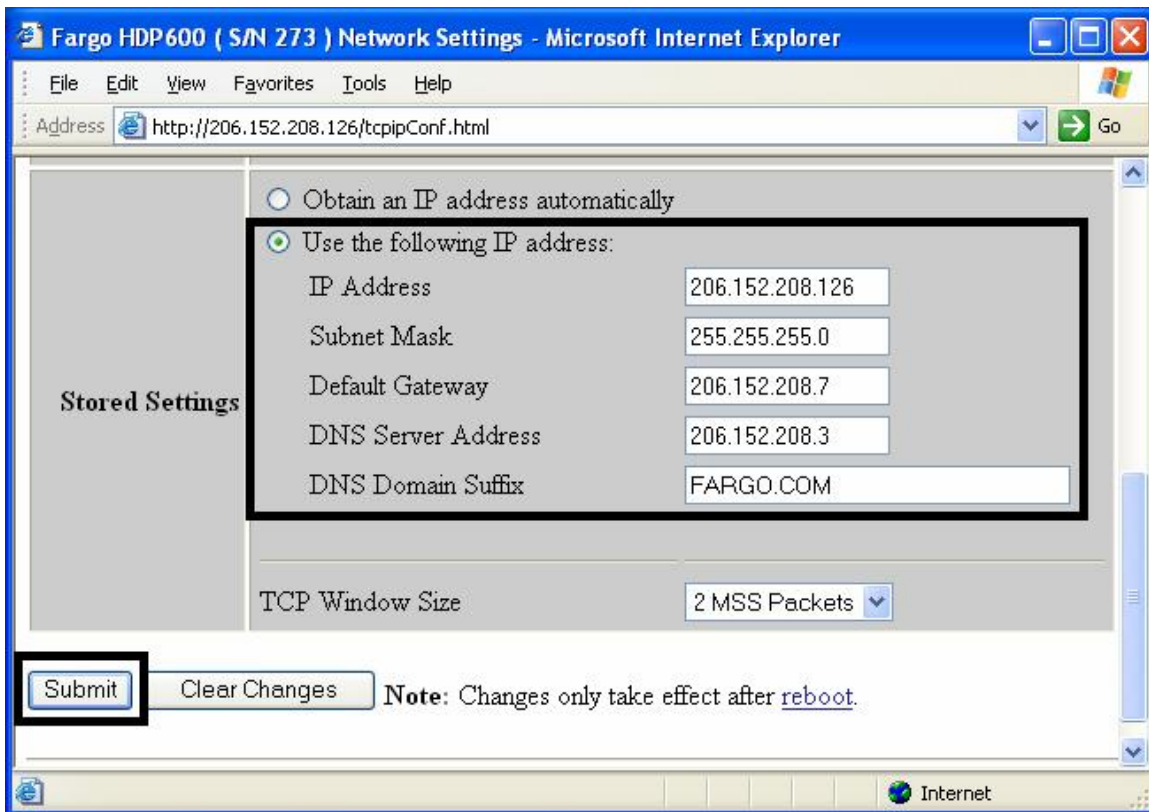 Fargo HDP600 ( S/N 273 ) Network Settings - Microsoft Internet Explorer
File Edit View Favorites Tools Help
Address http://206.152.208.126/tcpipConf.html Go
Obtain an IP address automatically
Use the following IP address:
IP Address 206.152.208.126
Subnet Mask 255.255.255.0
Default Gateway 206.152.208.7
Stored Settings
DNS Server Address 206.152.208.3
DNS Domain Suffix FARGO.COM
TCP Window Size 2 MSS Packets
Submit Clear Changes Note: Changes only take effect after reboot.
Internet